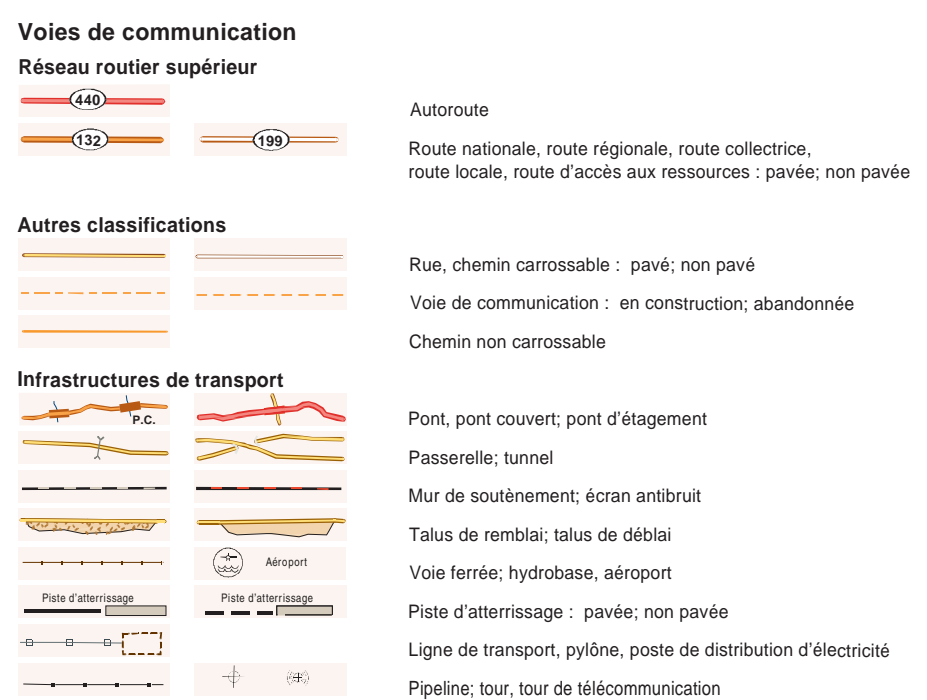 Voies de communication
Réseau routier supérieur
440
Autoroute
132
199
Route nationale, route régionale, route collectrice,
route locale, route d'accès aux ressources : pavée; non pavée
Autres classifications
Rue, chemin carrossable : pavé; non pavé
Voie de communication : en construction; abandonnée
Chemin non carrossable
Infrastructures de transport
P.C.
Pont, pont couvert; pont d'étagement
Passerelle; tunnel
Mur de soutènement; écran antibruit
Talus de remblai; talus de déblai
Aéroport
Voie ferrée; hydrobase, aéroport
Piste d'atterrissage
Piste d'atterrissage
Piste d'atterrissage : pavée; non pavée
Ligne de transport, pylône, poste de distribution d'électricité
Pipeline; tour, tour de télécommunication